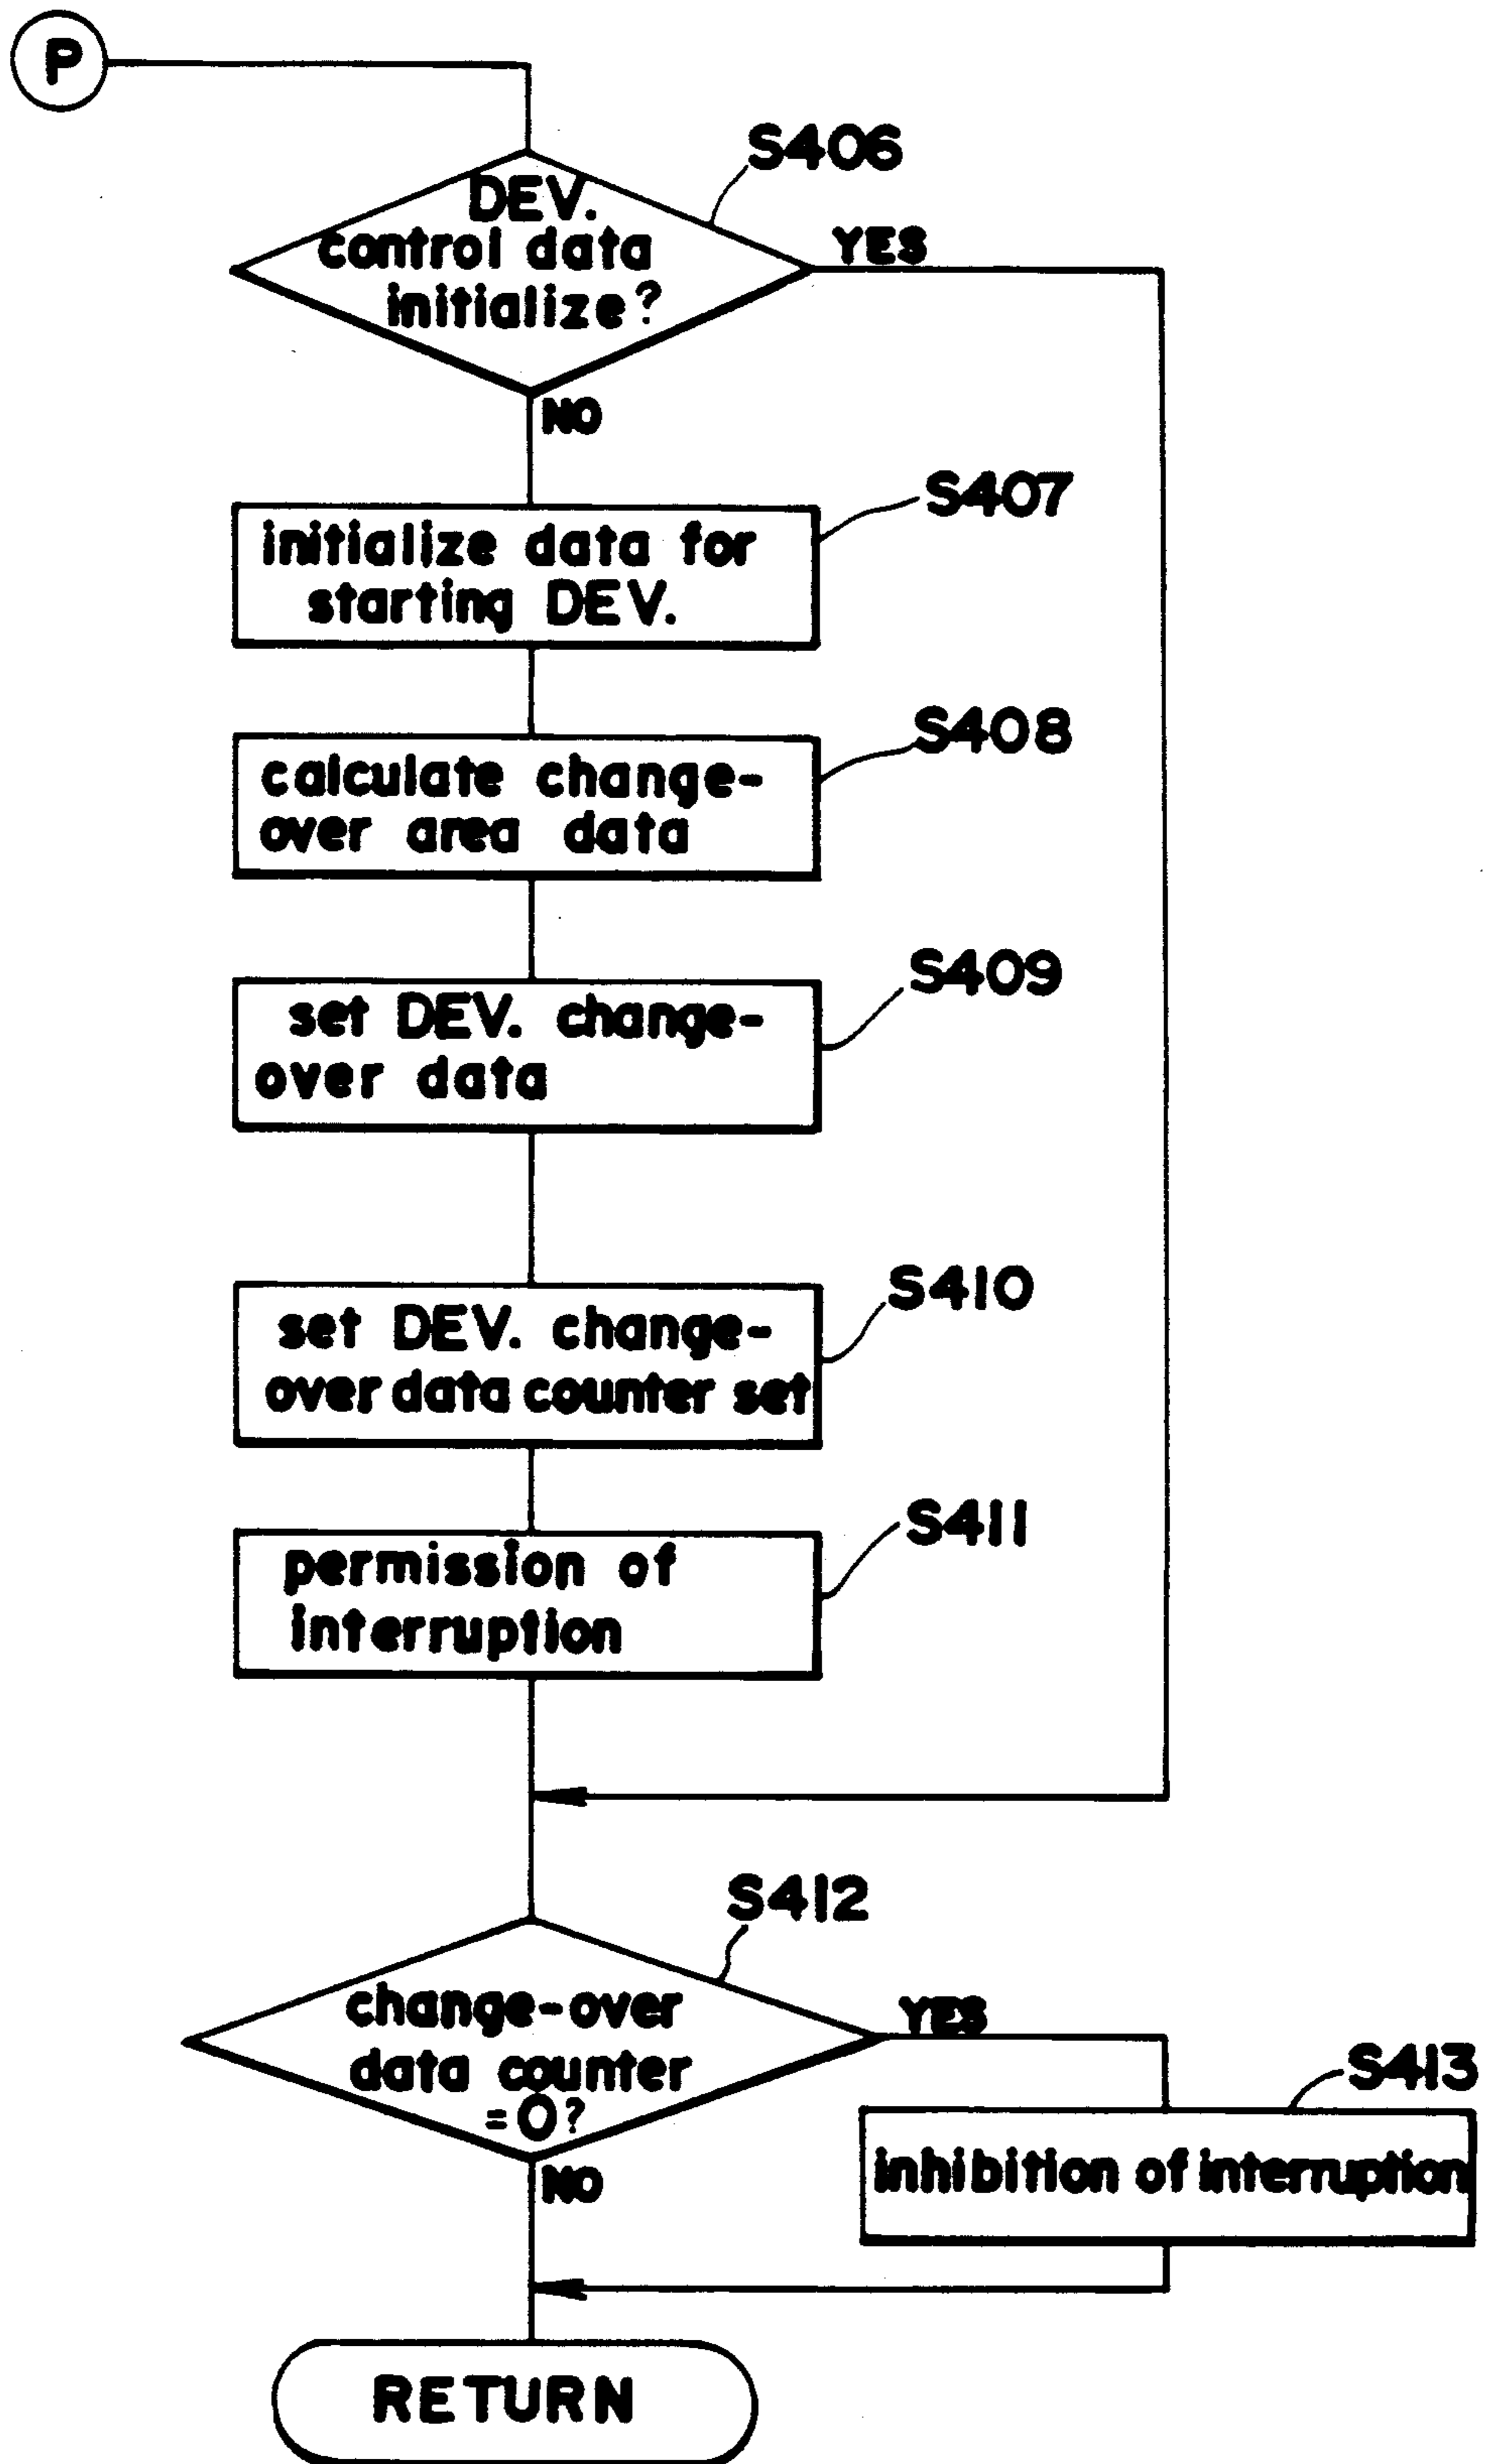 P
S406
DEV.
control data
initialize?
YES
NO
S407
initialize data for
starting DEV.
S408
calculate change-
over area data
S409
set DEV. change-
over data
S410
set DEV. change-
over data counter set
S411
permission of
interruption
S412
change-over
data counter
=0?
YES
S413
inhibition of interruption
NO
RETURN